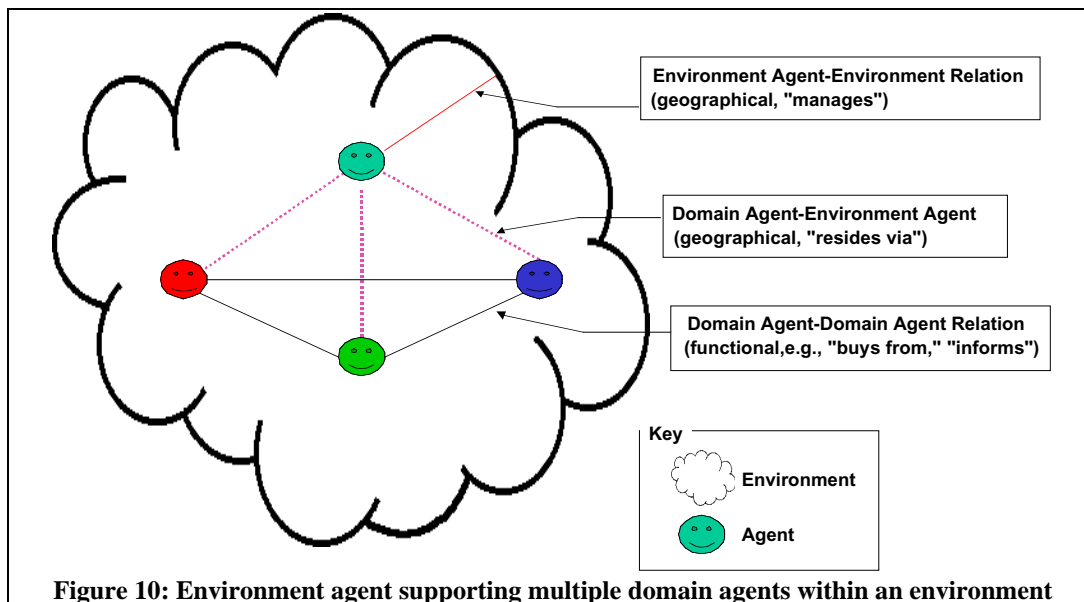 Environment Agent-Environment Relation
(geographical, "manages")
Domain Agent-Environment Agent
(geographical, "resides via")
Domain Agent-Domain Agent Relation
(functional,e.g., "buys from," "informs")
Key
Environment
Agent
Figure 10: Environment agent supporting multiple domain agents within an environment